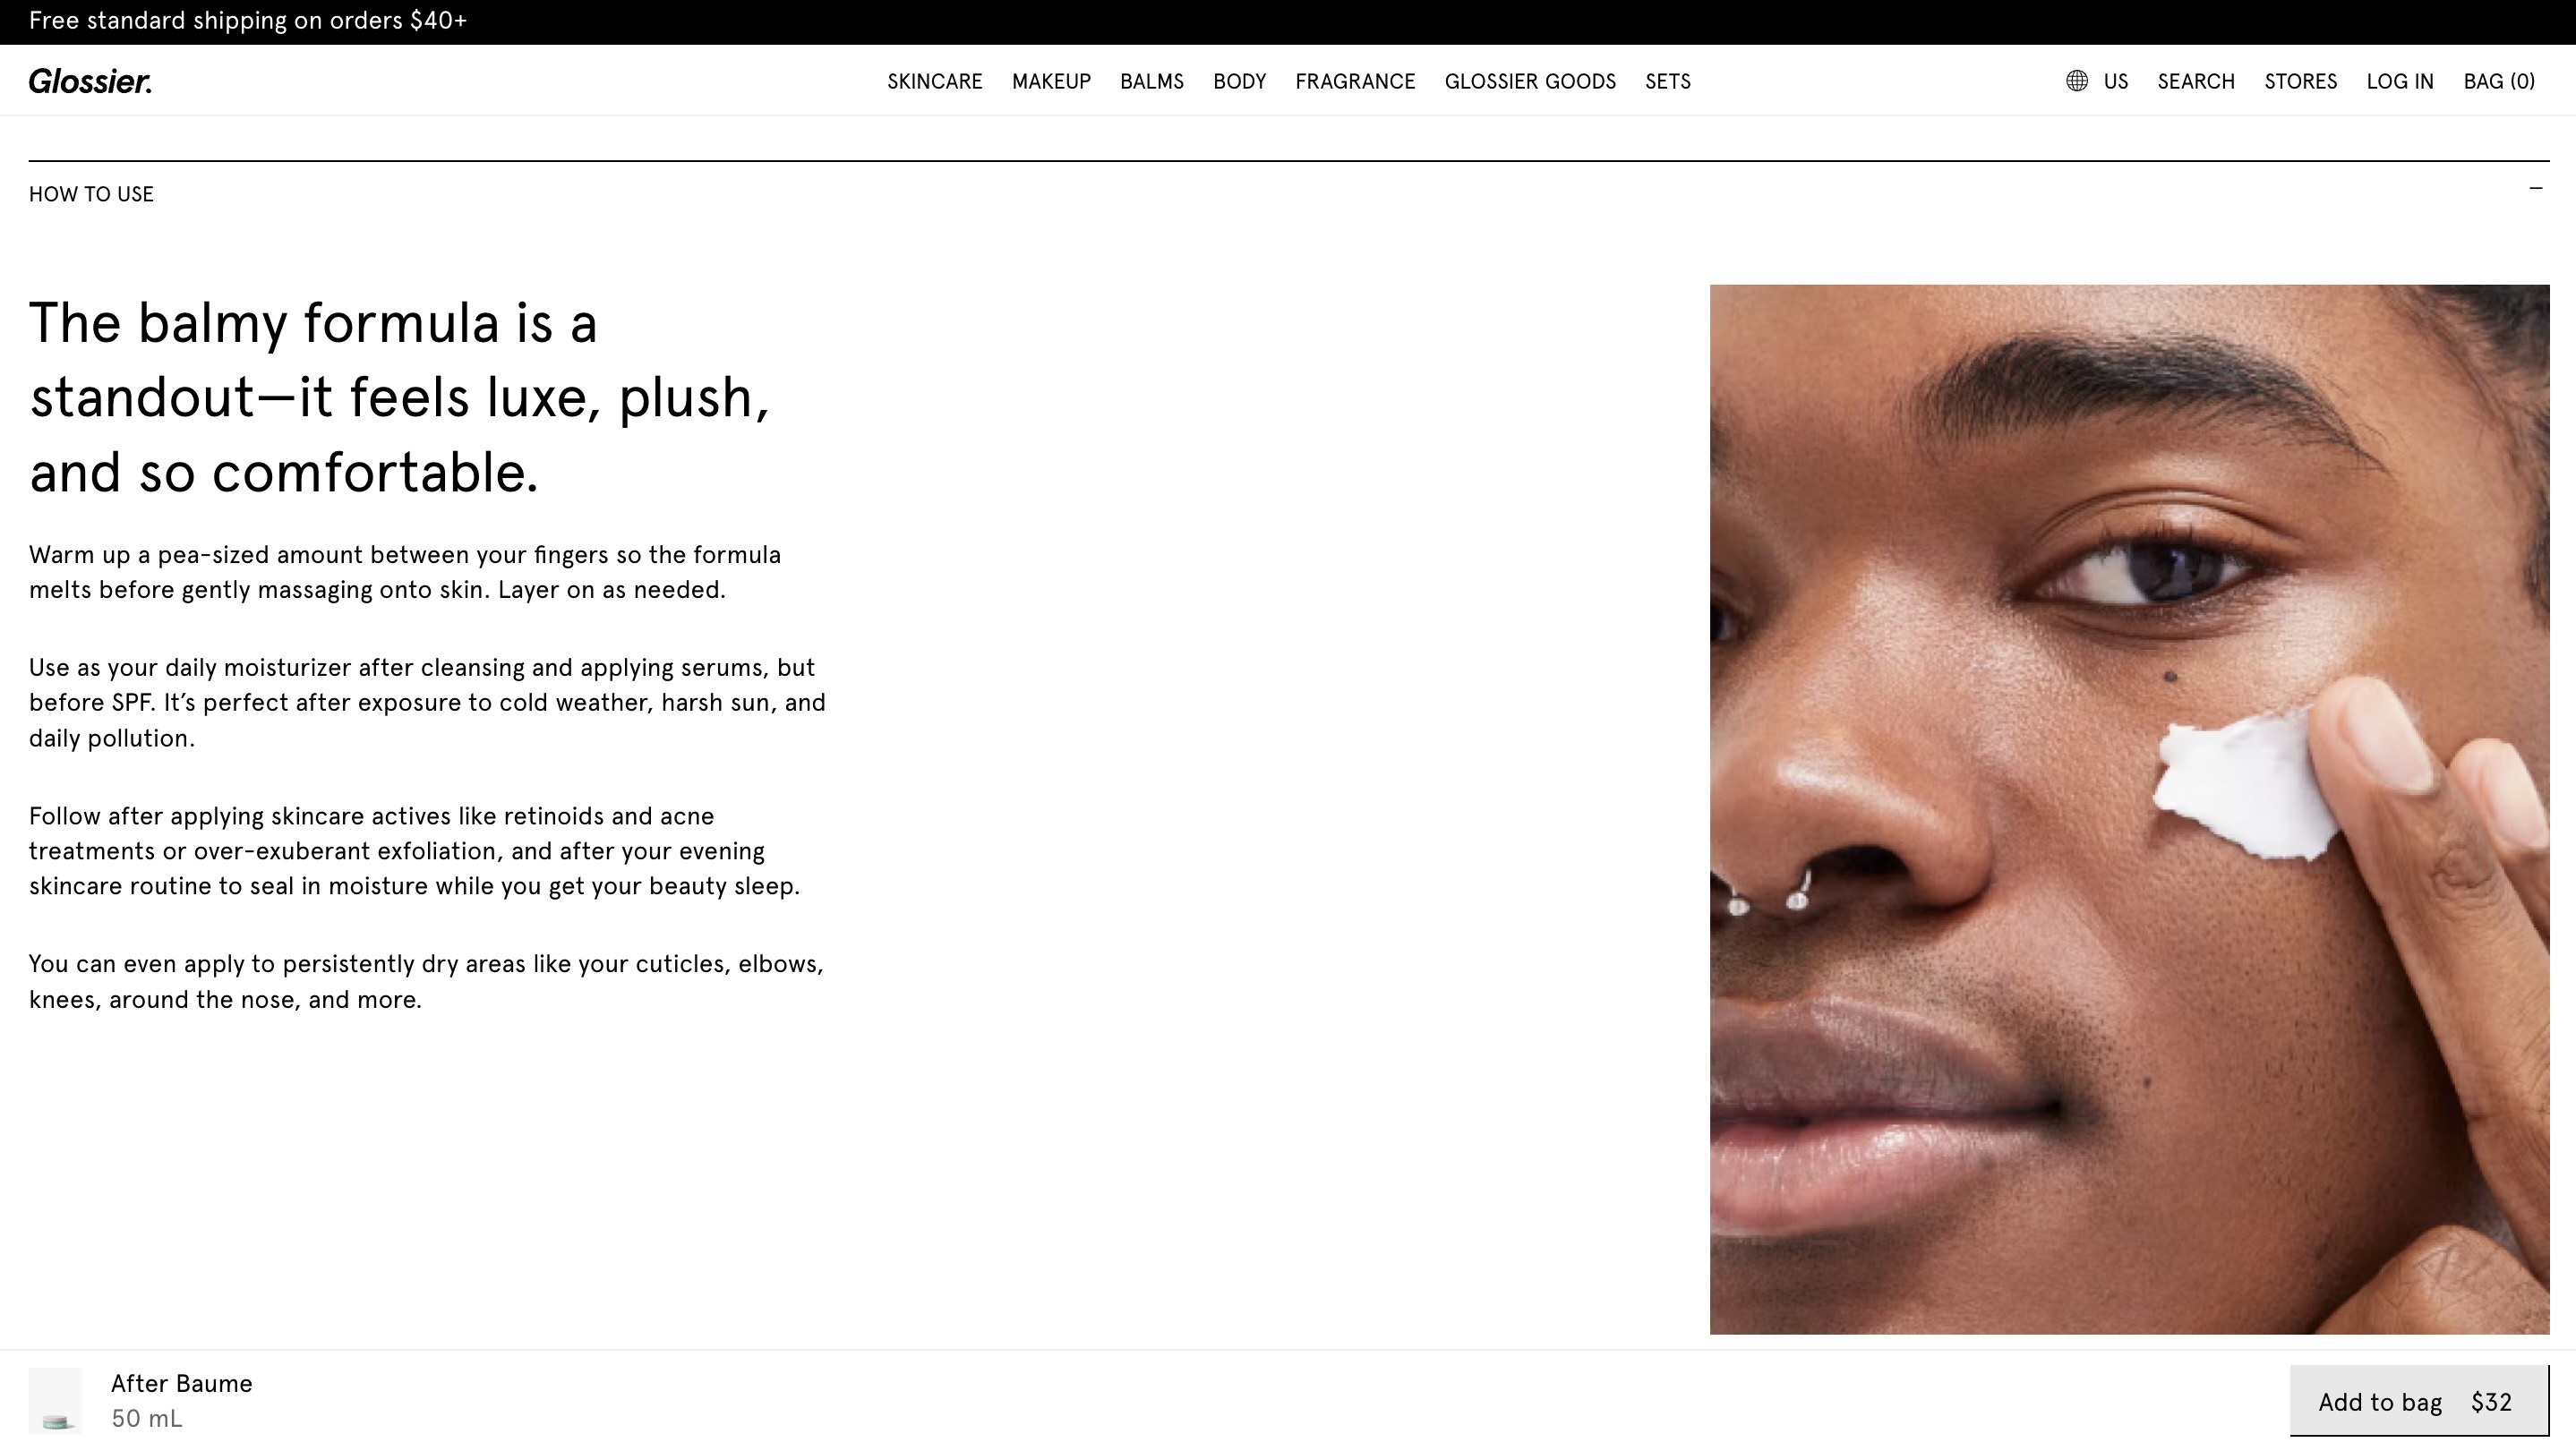 Free standard shipping on orders $40+
Glossier.
SKINCARE MAKEUP BALMS BODY FRAGRANCE GLOSSIER GOODS SETS
US SEARCH STORES LOG IN BAG (0)
HOW TO USE
The balmy formula is a
standout—it feels luxe, plush,
and so comfortable.
Warm up a pea-sized amount between your fingers so the formula
melts before gently massaging onto skin. Layer on as needed.
Use as your daily moisturizer after cleansing and applying serums, but
before SPF. It’s perfect after exposure to cold weather, harsh sun, and
daily pollution.
Follow after applying skincare actives like retinoids and acne
treatments or over-exuberant exfoliation, and after your evening
skincare routine to seal in moisture while you get your beauty sleep.
You can even apply to persistently dry areas like your cuticles, elbows,
knees, around the nose, and more.
After Baume
50 mL
Add to bag $32